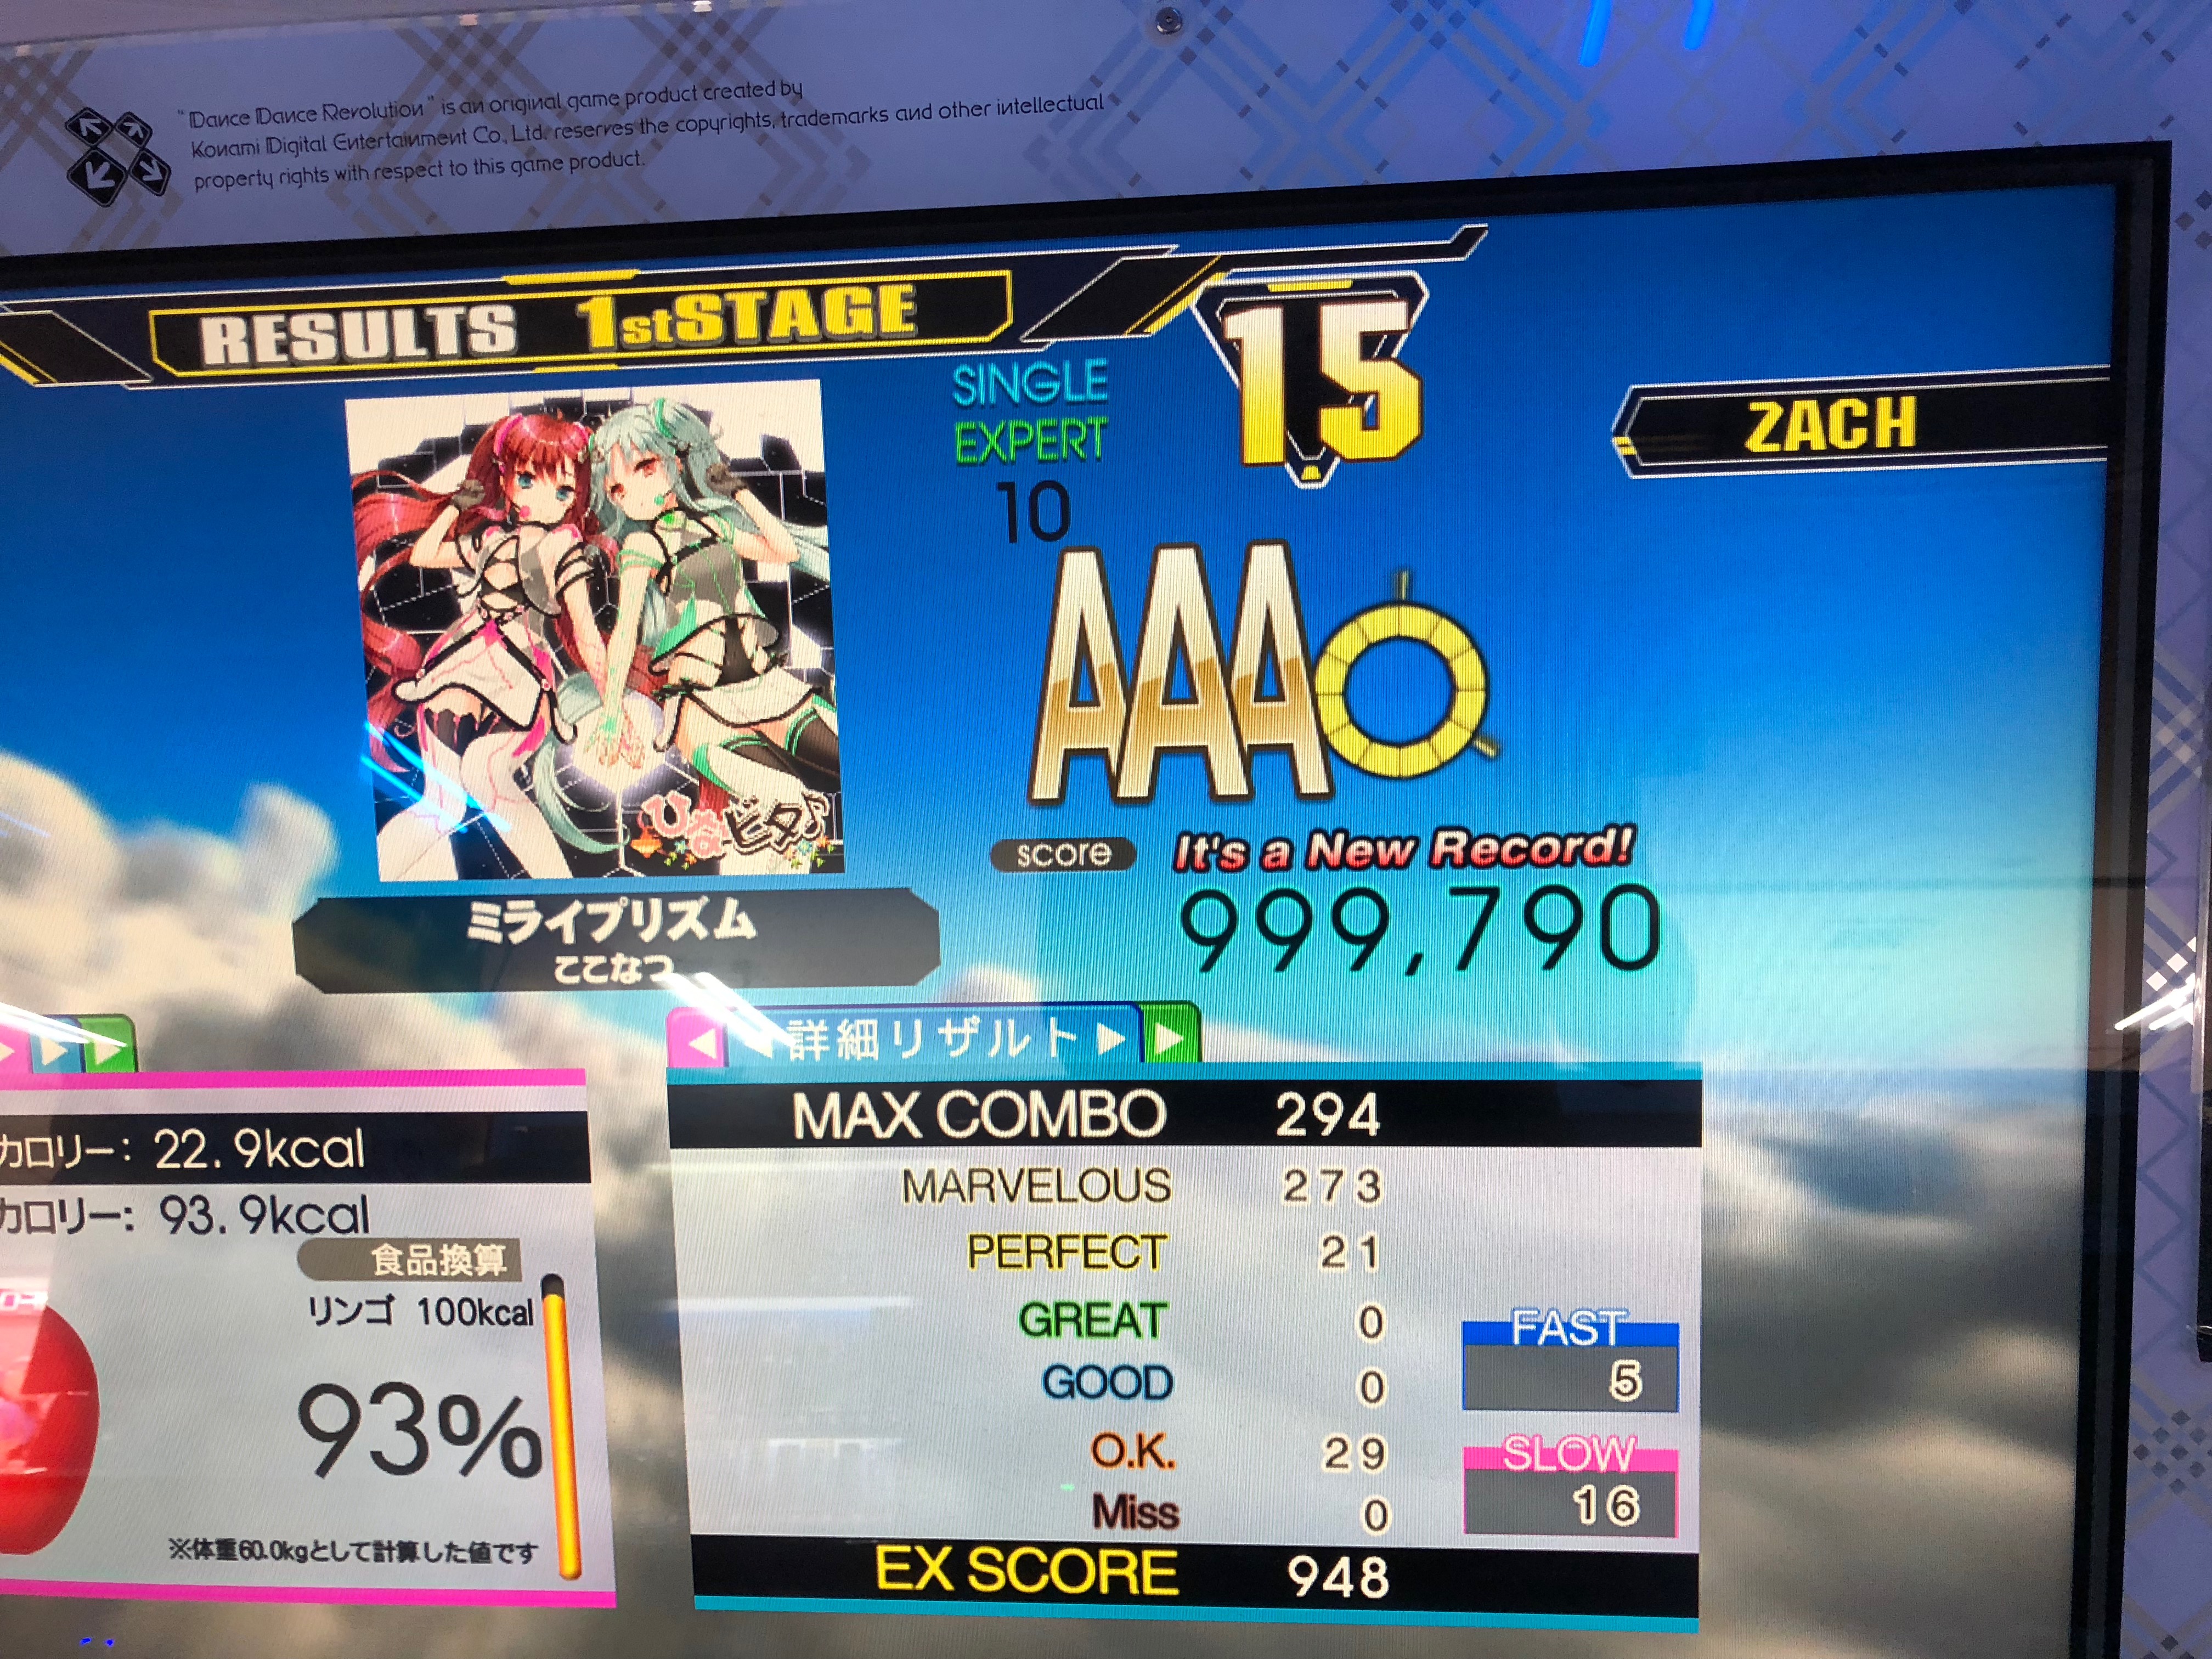 "Dance Dance Revolution" is an original game product created by
Konami Digital Entertainment Co., Ltd. reserves the copyrights, trademarks and other intellectual
property rights with respect to this game product.
RESULTS 1stSTAGE
15
SINGLE
EXPERT
10
ZACH
AAA
ひなビタ♪
score It's a New Record!
999,790
ミライプリズム
ここなつ
詳細リザルト
カロリー: 22.9kcal
カロリー: 93.9kcal
食品換算
リンゴ 100kcal
93%
※体重60.0kgとして計算した値です
MAX COMBO 294
MARVELOUS 273
PERFECT 21
GREAT 0
GOOD 0
O.K. 29
Miss 0
FAST
5
SLOW
16
EX SCORE 948